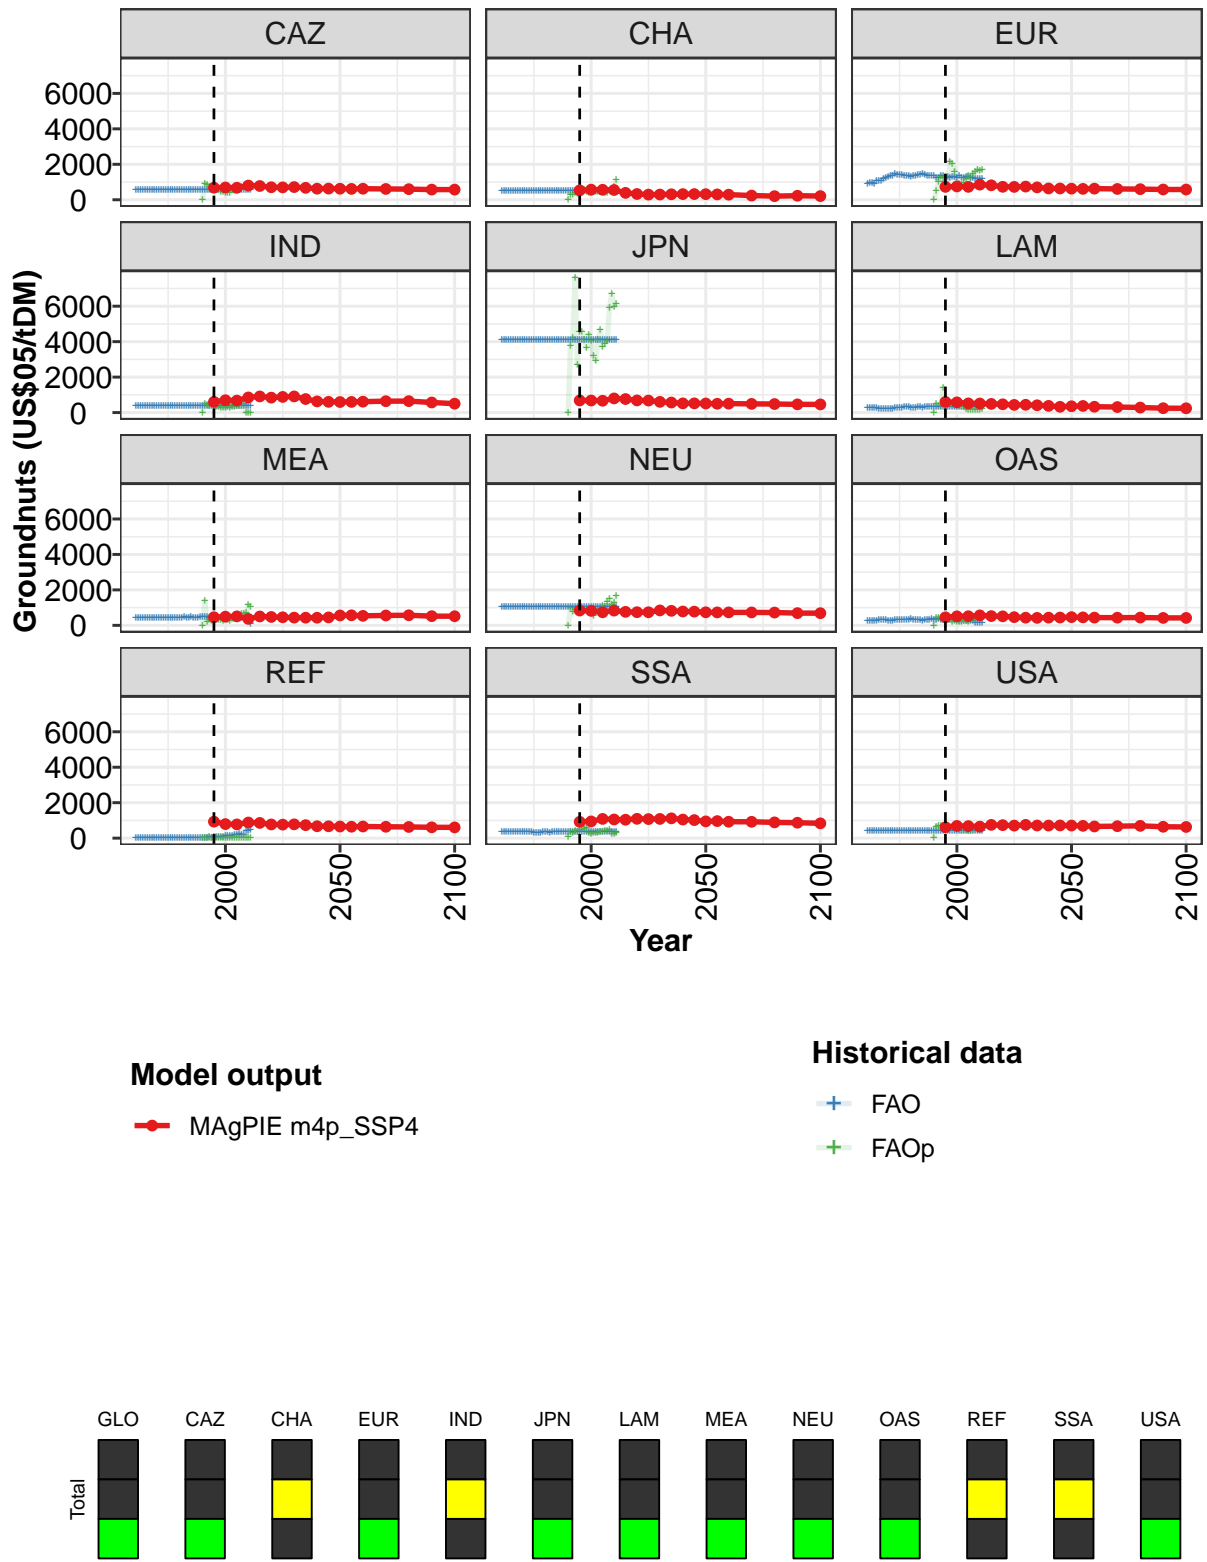 CAZ CHA EUR
6000
4000
2000
0
IND JPN LAM
6000
4000
2000
0
MEA NEU OAS
6000
4000
2000
0
REF SSA USA
6000
4000
2000
0
Groundnuts (US$05/tDM)
2000 2050 2100 2000 2050 2100 2000 2050 2100
Year
Model output
MAgPIE m4p_SSP4
Historical data
FAO
FAOp
GLO CAZ CHA EUR IND JPN LAM MEA NEU OAS REF SSA USA
Total